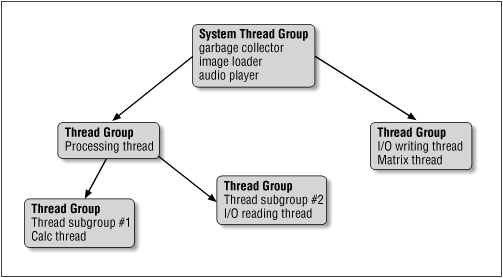 System Thread Group
garbage collector
image loader
audio player
Thread Group
Processing thread
Thread Group
I/O writing thread
Matrix thread
Thread Group
Thread subgroup #1
Calc thread
Thread Group
Thread subgroup #2
I/O reading thread